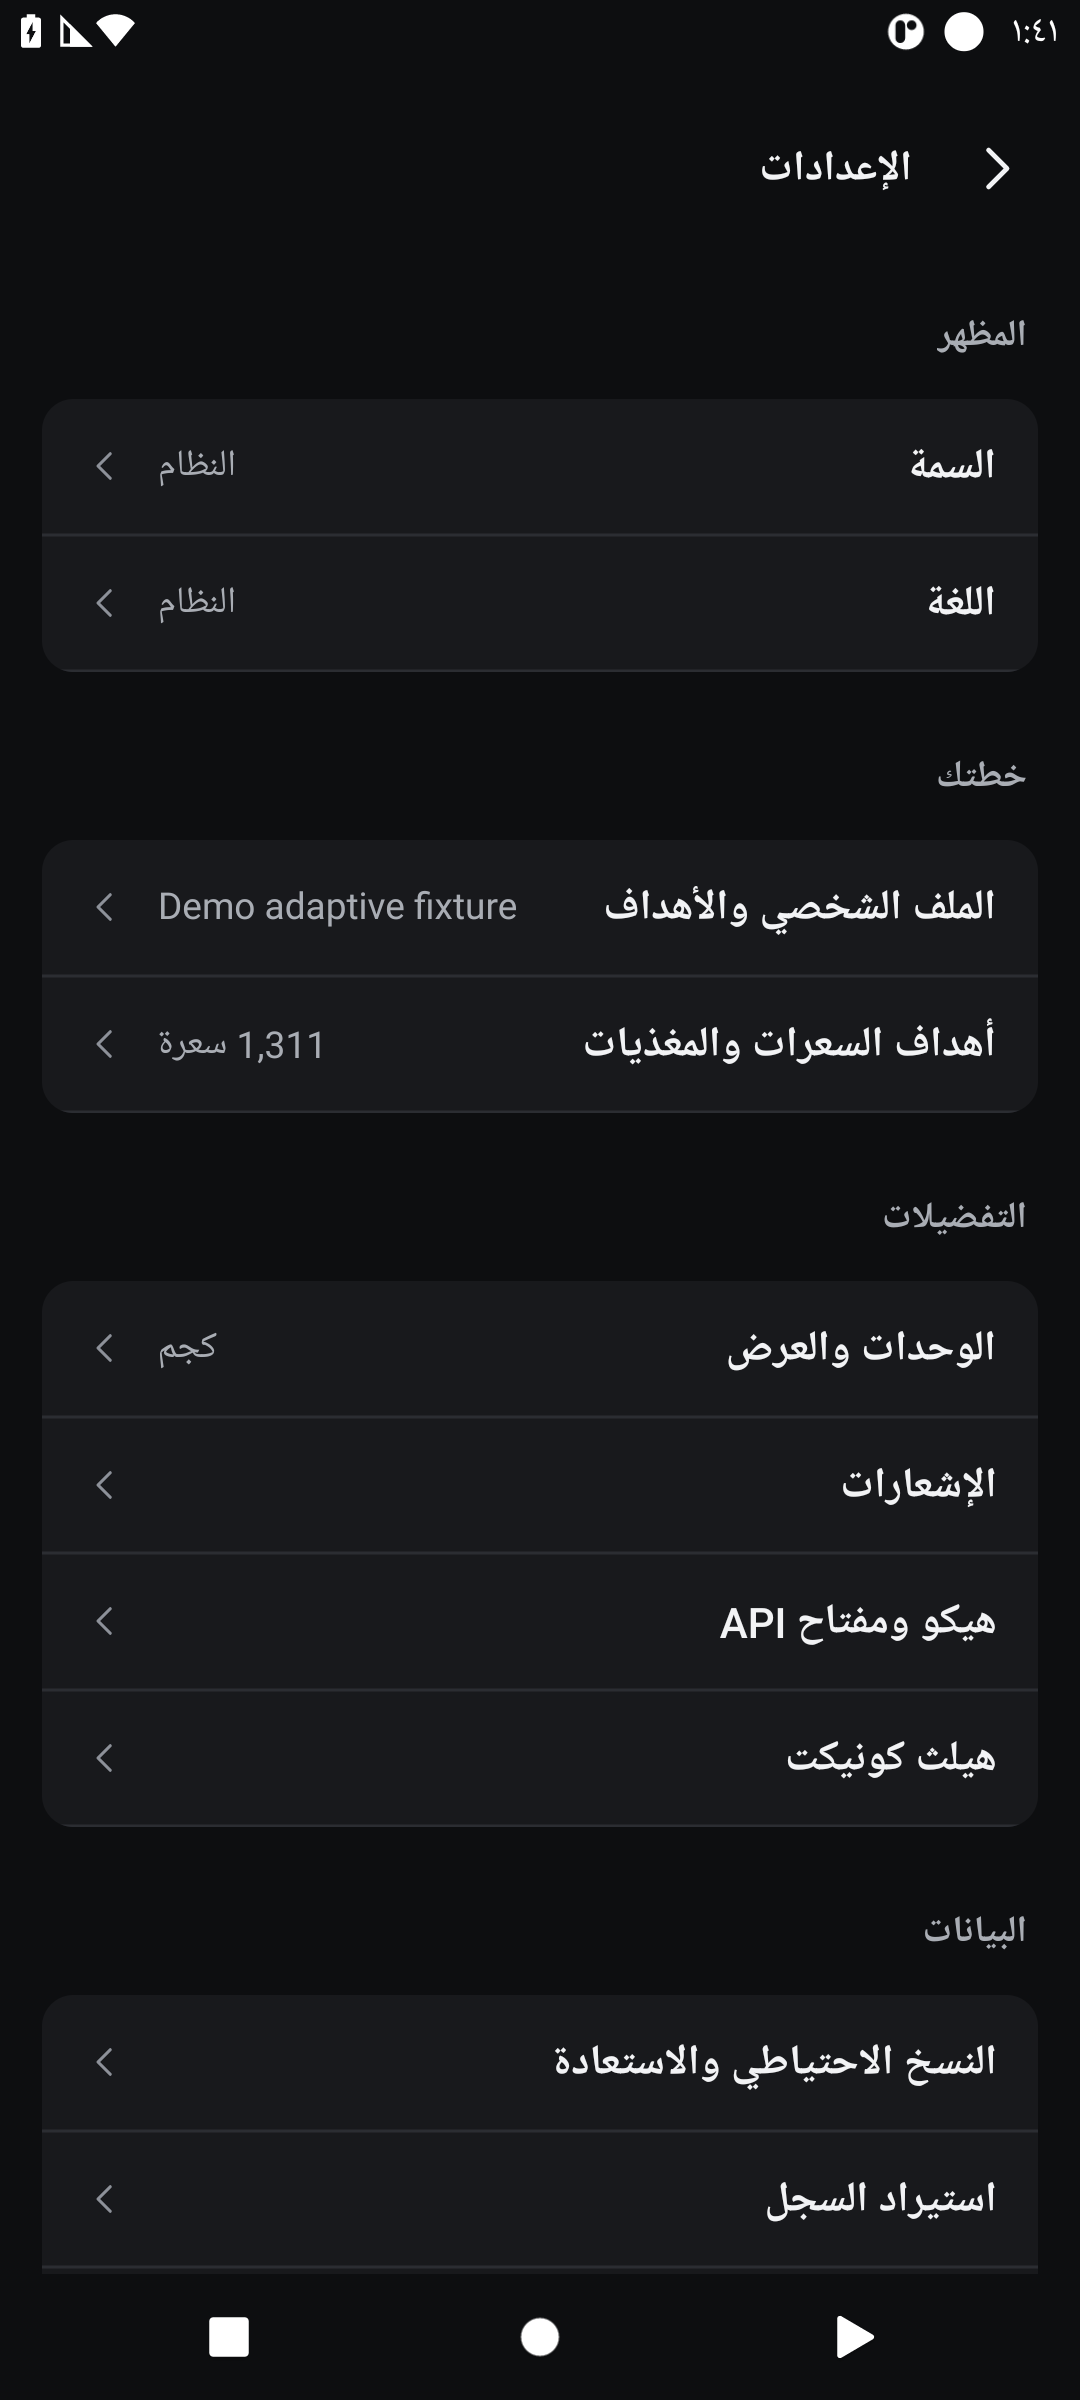 ١:٤١
الإعدادات
المظهر
السمة النظام
اللغة النظام
خطتك
الملف الشخصي والأهداف Demo adaptive fixture
أهداف السعرات والمغذيات 1,311 سعرة
التفضيلات
الوحدات والعرض كجم
الإشعارات
هيكو ومفتاح API
هيلث كونيكت
البيانات
النسخ الاحتياطي والاستعادة
استيراد السجل